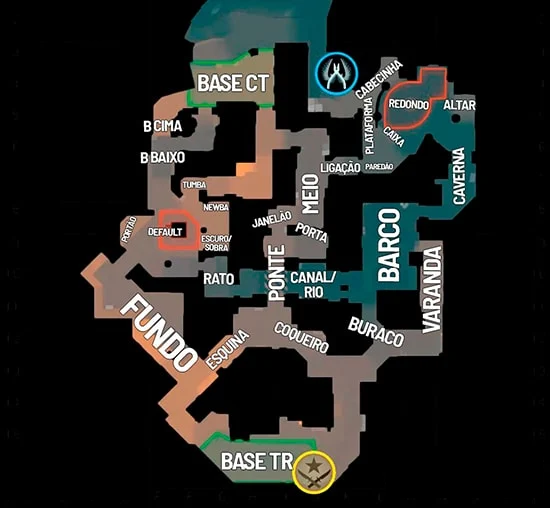 BASE CT
CABECINHA
REDONDO
ALTAR
B CIMA
PLATAFORMA
CAIXA
B BAIXO
LIGAÇÃO
PAREDÃO
CAVERNA
TUMBA
MEIO
NEWBA
JANELÃO
PORTA
BARCO
PORTAO
DEFAULT
ESCURO/
SOBRA
VARANDA
RATO
PONTE
CANAL/
RIO
FUNDO
ESQUINA
COQUEIRO
BURACO
BASE TR